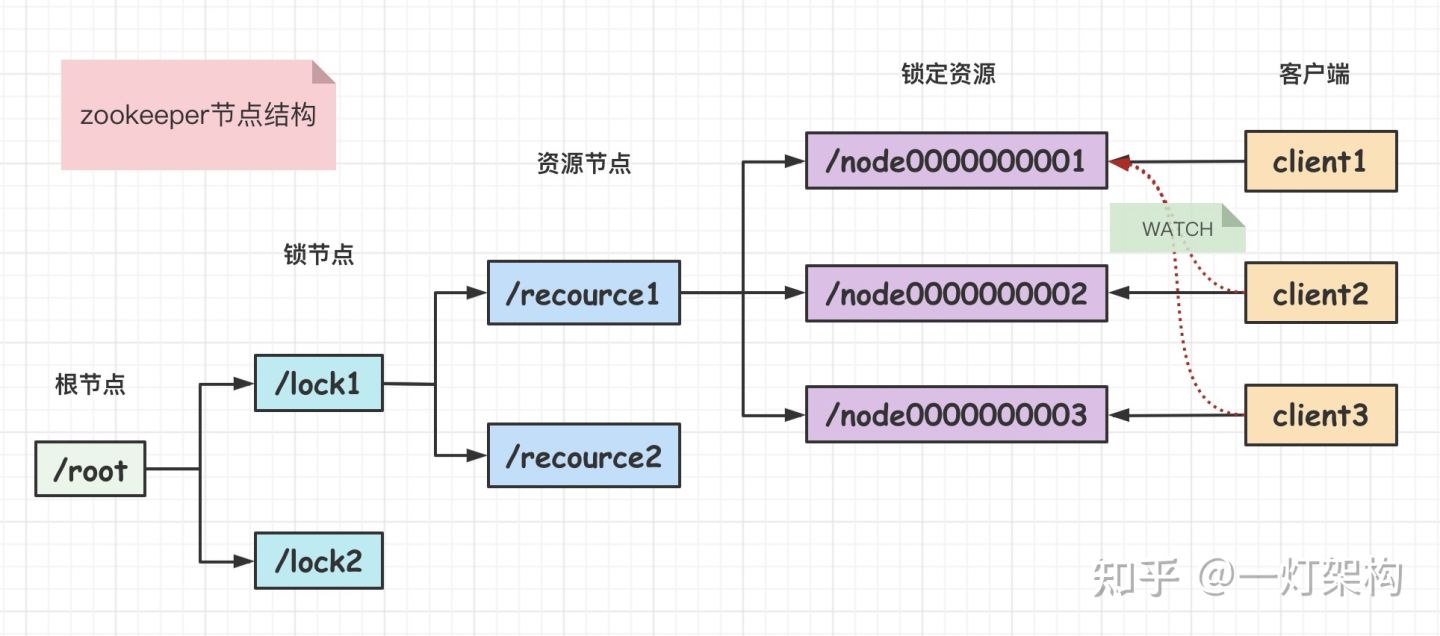 zookeeper节点结构
锁定资源
客户端
资源节点
锁节点
根节点
/root
/lock1
/lock2
/recource1
/recource2
/node0000000001
/node0000000002
/node0000000003
client1
WATCH
client2
client3
知乎 @一灯架构